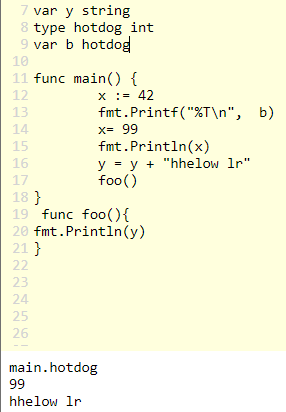 7 var y string
8 type hotdog int
9 var b hotdog
10
11 func main() {
12 x := 42
13 fmt.Printf("%T\n", b)
14 x= 99
15 fmt.Println(x)
16 y = y + "hhelow lr"
17 foo()
18 }
19 func foo(){
20 fmt.Println(y)
21 }
22
23
24
25
26
main.hotdog
99
hhelow lr